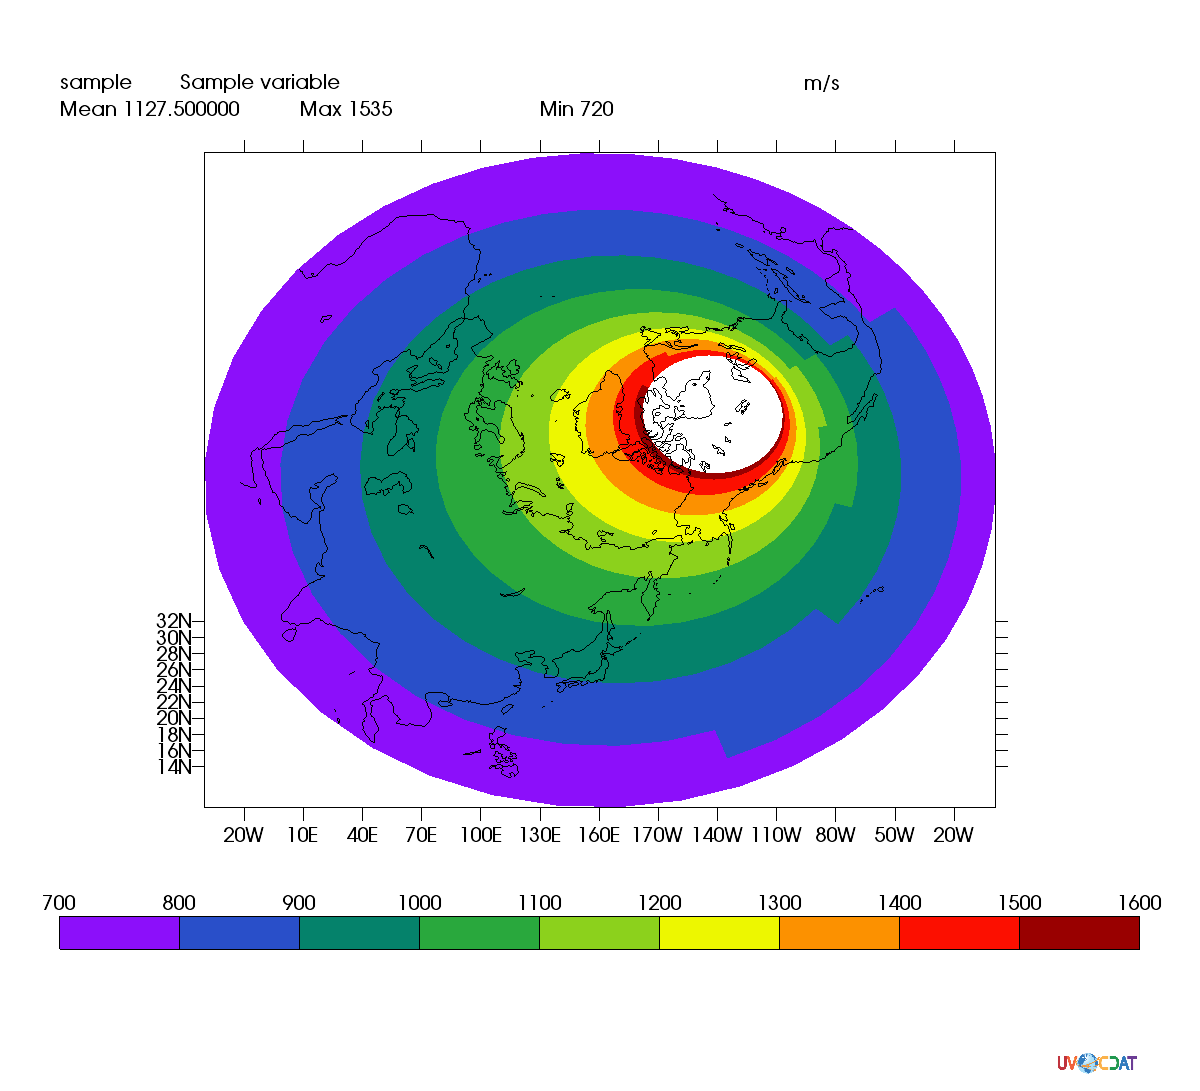 sample Sample variable m/s
Mean 1127.500000 Max 1535 Min 720
32N
30N
28N
26N
24N
22N
20N
18N
16N
14N
20W 10E 40E 70E 100E 130E 160E 170W 140W 110W 80W 50W 20W
700 800 900 1000 1100 1200 1300 1400 1500 1600
UV CDAT